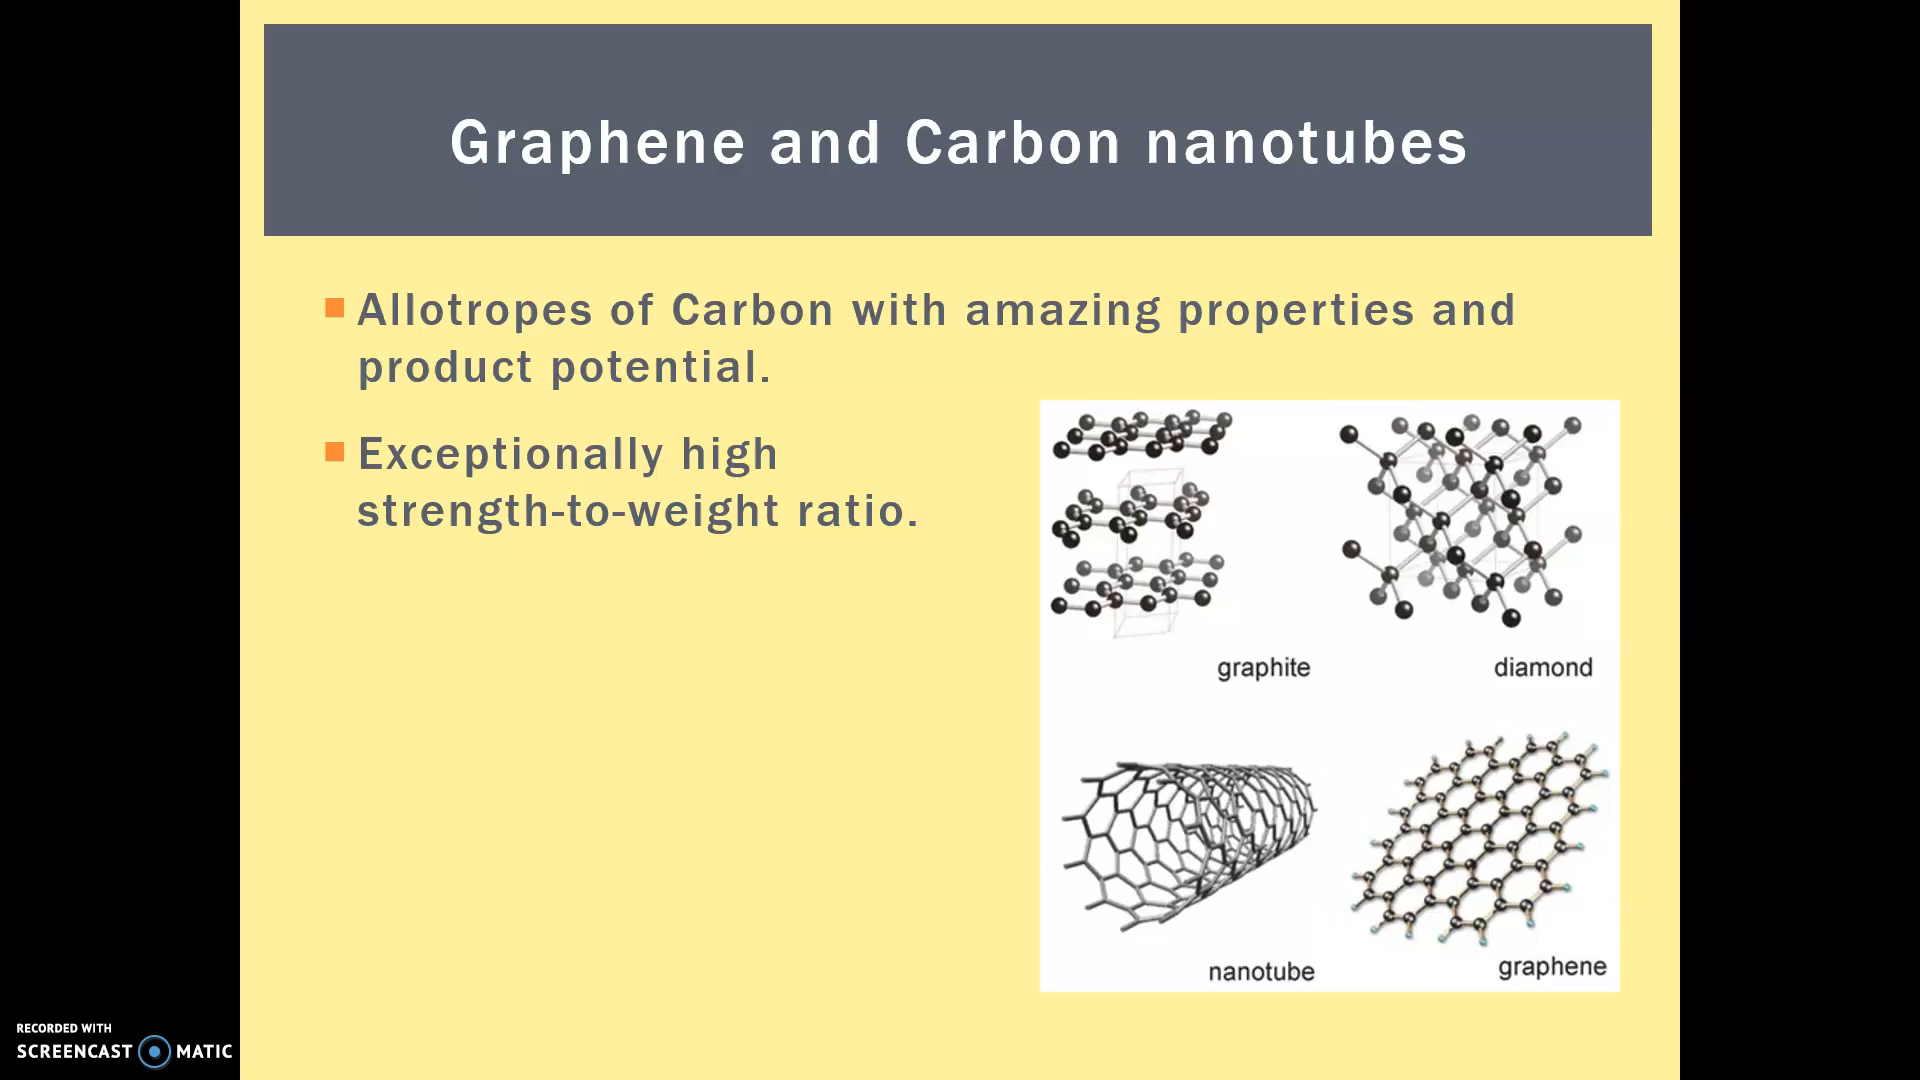 Graphene and Carbon nanotubes
Allotropes of Carbon with amazing properties and
product potential.
Exceptionally high
strength-to-weight ratio.
graphite
diamond
nanotube
graphene
RECORDED WITH
SCREENCAST MATIC